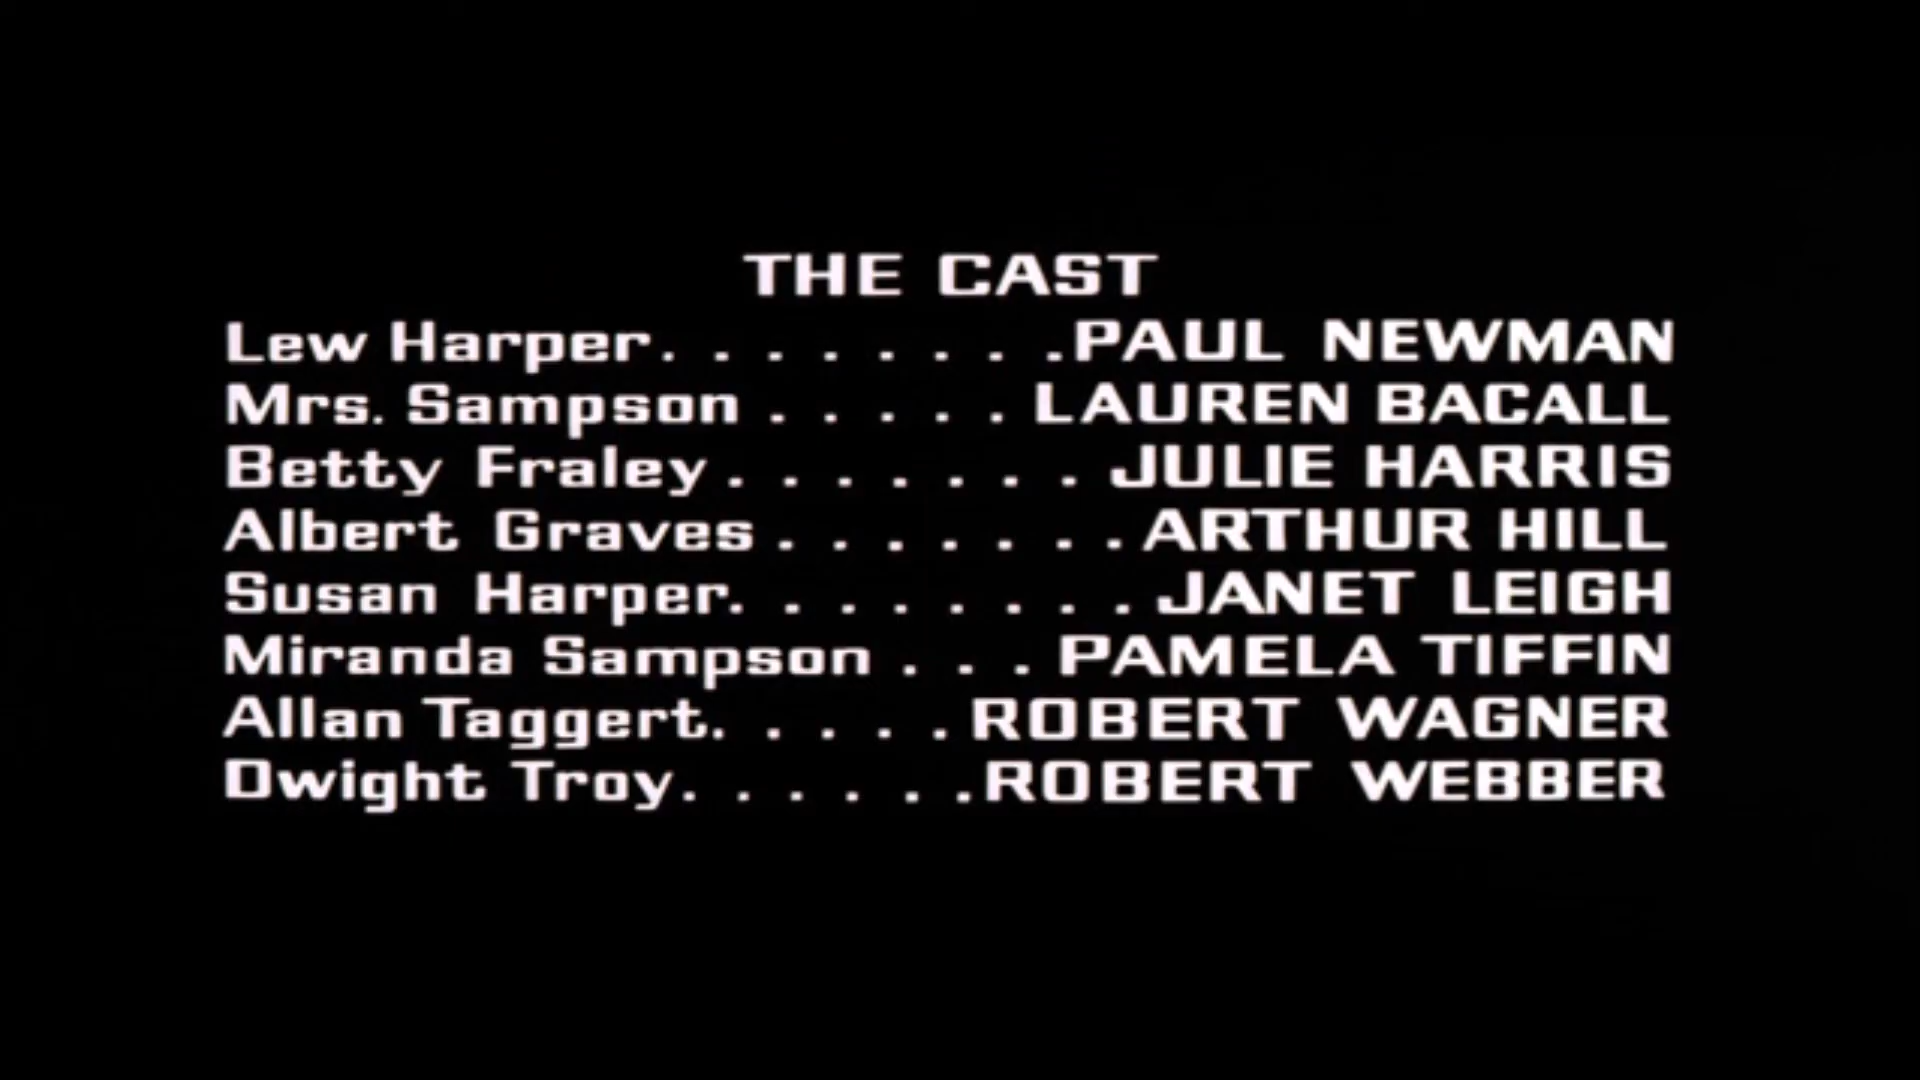 THE CAST
Lew Harper. . . . . . . .PAUL NEWMAN
Mrs. Sampson . . . . . LAUREN BACALL
Betty Fraley . . . . . . . JULIE HARRIS
Albert Graves . . . . . . . ARTHUR HILL
Susan Harper. . . . . . . . JANET LEIGH
Miranda Sampson . . . PAMELA TIFFIN
Allan Taggert. . . . . ROBERT WAGNER
Dwight Troy. . . . . .ROBERT WEBBER